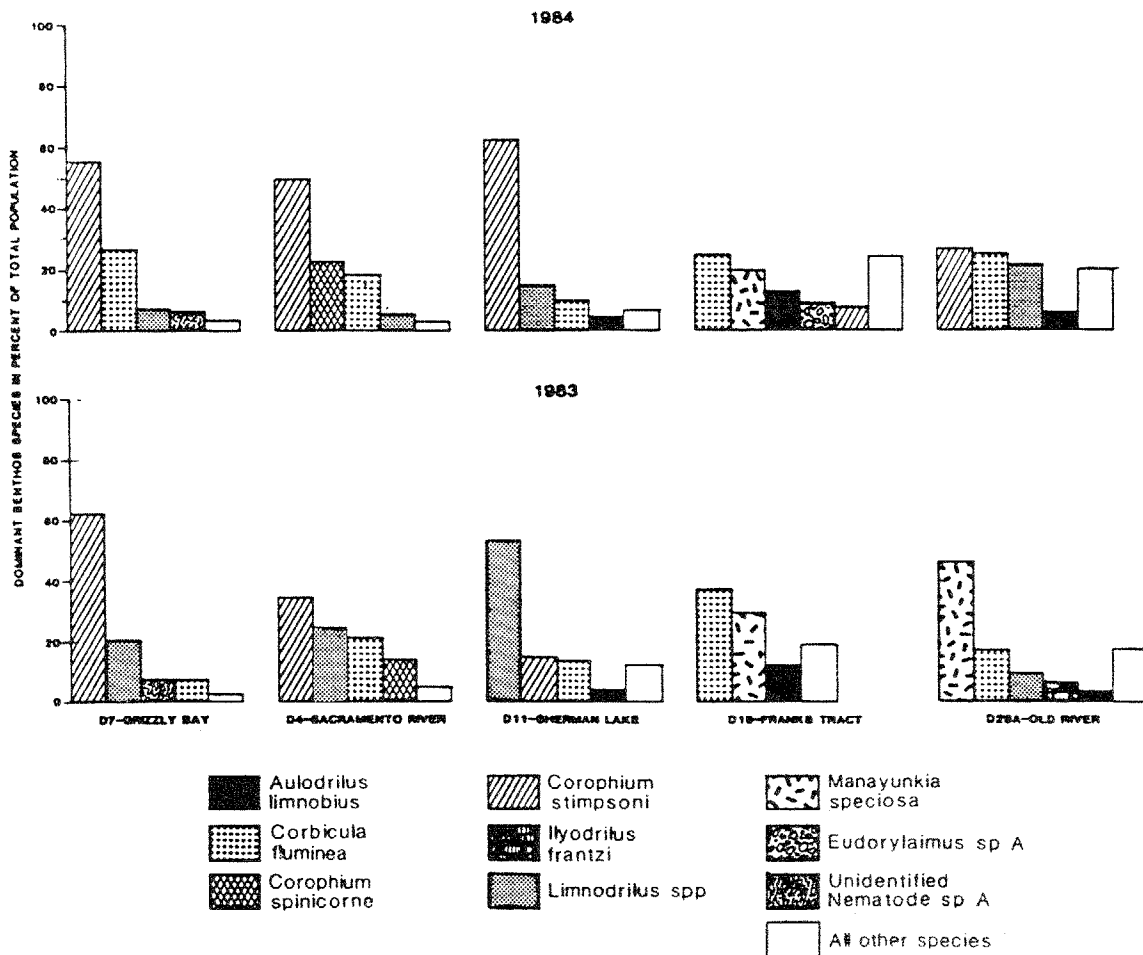 1984
DOMINANT BENTHOS SPECIES IN PERCENT OF TOTAL POPULATION
100
80
60
40
20
0
1983
100
80
60
40
20
0
D7-GRIZZLY BAY
D4-SACRAMENTO RIVER
D11-SHERMAN LAKE
D19-FRANKS TRACT
D28A-OLD RIVER
Aulodrilus
limnobius
Corbicula
fluminea
Corophium
spinicorne
Corophium
stimpsoni
Ilyodrilus
frantzi
Limnodrilus spp
Manayunkia
speciosa
Eudorylaimus sp A
Unidentified
Nematode sp A
All other species